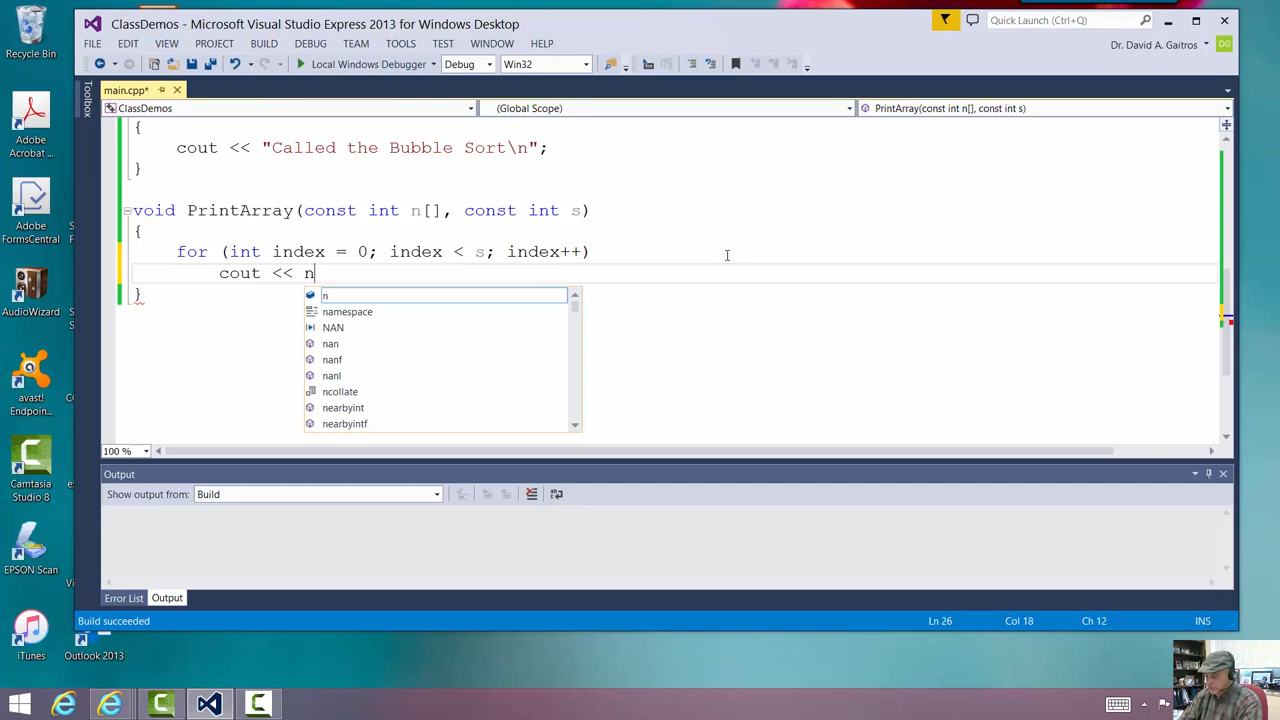 Recycle Bin
Adobe
Acrobat ...
Adobe
FormsCentral
AudioWizard
avast!
Endpoin...
Camtasia
Studio 8
EPSON Scan
iTunes
Outlook 2013
ClassDemos - Microsoft Visual Studio Express 2013 for Windows Desktop
Quick Launch (Ctrl+Q)
FILE EDIT VIEW PROJECT BUILD DEBUG TEAM TOOLS TEST WINDOW HELP
Dr. David A. Gaitros DG
Local Windows Debugger Debug Win32
Toolbox
main.cpp*
ClassDemos (Global Scope) PrintArray(const int n[], const int s)
{
cout << "Called the Bubble Sort\n";
}
void PrintArray(const int n[], const int s)
{
for (int index = 0; index < s; index++)
cout << n
}
n
namespace
NAN
nan
nanf
nanl
ncollate
nearbyint
nearbyintf
100 %
Output
Show output from: Build
Error List Output
Build succeeded Ln 26 Col 18 Ch 12 INS